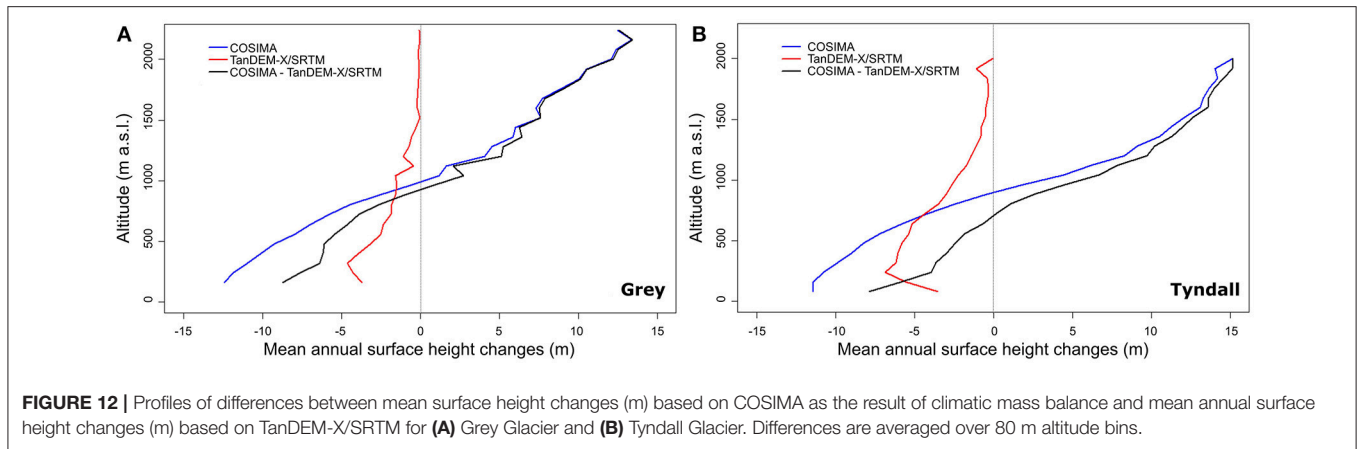 A
COSIMA
TanDEM-X/SRTM
COSIMA - TanDEM-X/SRTM
Altitude (m a.s.l.)
2000
1500
1000
500
0
Grey
-15 -10 -5 0 5 10 15
Mean annual surface height changes (m)
B
COSIMA
TanDEM-X/SRTM
COSIMA - TanDEM-X/SRTM
Altitude (m a.s.l.)
2000
1500
1000
500
0
Tyndall
-15 -10 -5 0 5 10 15
Mean annual surface height changes (m)
FIGURE 12 | Profiles of differences between mean surface height changes (m) based on COSIMA as the result of climatic mass balance and mean annual surface
height changes (m) based on TanDEM-X/SRTM for (A) Grey Glacier and (B) Tyndall Glacier. Differences are averaged over 80 m altitude bins.